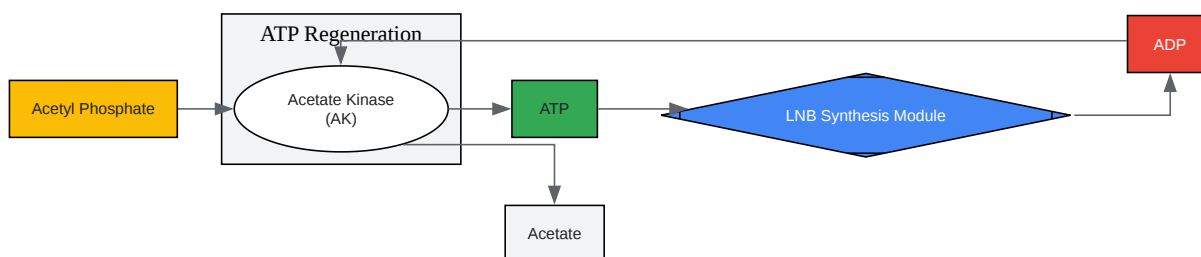 ATP Regeneration
ADP
Acetyl Phosphate
Acetate Kinase
(AK)
ATP
LNB Synthesis Module
Acetate